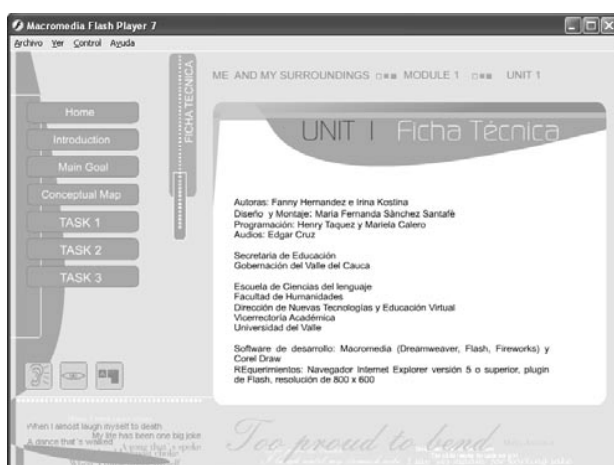 Macromedia Flash Player 7
Archivo Ver Control Ayuda
FICHA TECNICA
ME AND MY SURROUNDINGS MODULE 1 UNIT 1
Home
Introduction
Main Goal
Conceptual Map
TASK 1
TASK 2
TASK 3
UNIT I Ficha Técnica
Autoras: Fanny Hernandez e Irina Kostina
Diseño y Montaje: Maria Fernanda Sànchez Santafè
Programación: Henry Taquez y Mariela Calero
Audios: Edgar Cruz
Secretaria de Educación
Gobernación del Valle del Cauca
Escuela de Ciencias del lenguaje
Facultad de Humanidades
Dirección de Nuevas Tecnologías y Educación Virtual
Vicerrectoría Académica
Universidad del Valle
Software de desarrollo: Macromedia (Dreamweaver, Flash, Fireworks) y
Corel Draw
REquerimientos: Navegador Internet Explorer versión 5 o superior, plugin
de Flash, resolución de 800 x 600
When I almost laugh myself to death
My life has been one big joke
A dance that´s walked
A song that´s spoke
Too proud to bend